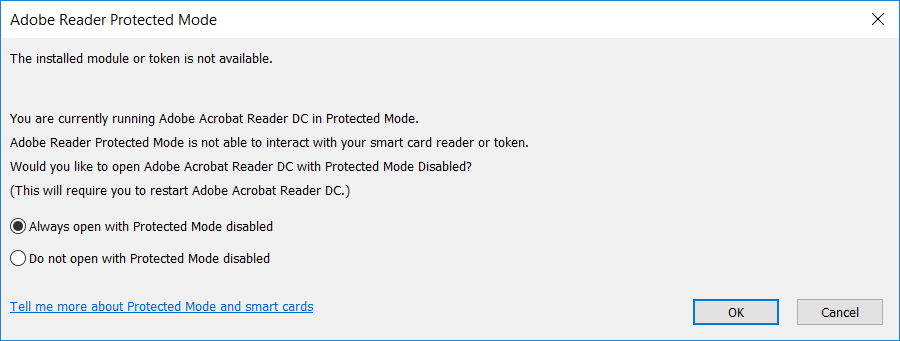 Adobe Reader Protected Mode
The installed module or token is not available.
You are currently running Adobe Acrobat Reader DC in Protected Mode.
Adobe Reader Protected Mode is not able to interact with your smart card reader or token.
Would you like to open Adobe Acrobat Reader DC with Protected Mode Disabled?
(This will require you to restart Adobe Acrobat Reader DC.)
Always open with Protected Mode disabled
Do not open with Protected Mode disabled
Tell me more about Protected Mode and smart cards
OK
Cancel